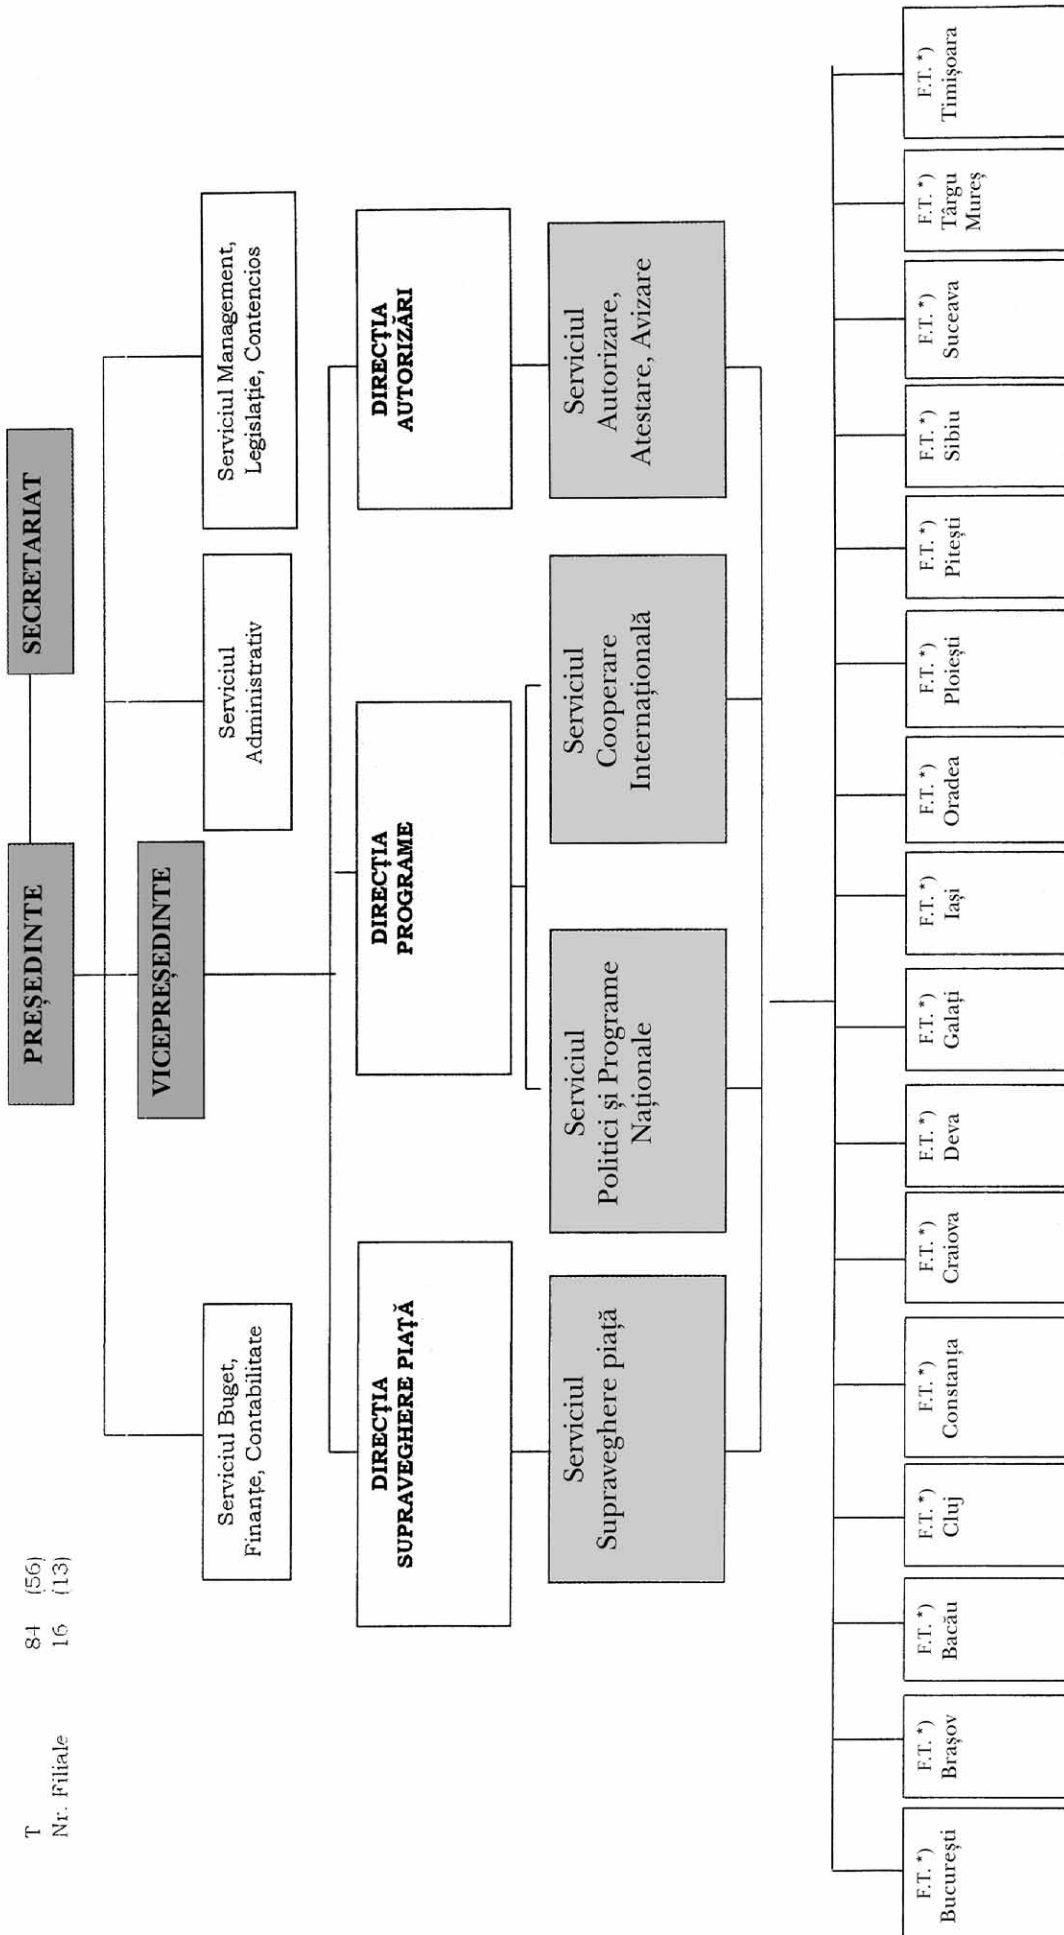 T 84 (56)
Nr. Filiale 16 (13)
PREȘEDINTE
SECRETARIAT
VICEPREȘEDINTE
Serviciul Buget,
Finanțe, Contabilitate
Serviciul
Administrativ
Serviciul Management,
Legislație, Contencios
DIRECȚIA
SUPRAVEGHERE PIAȚĂ
DIRECȚIA
PROGRAME
DIRECȚIA
AUTORIZĂRI
Serviciul
Supraveghere piață
Serviciul
Politici și Programe
Naționale
Serviciul
Cooperare
Internațională
Serviciul
Autorizare,
Atestare, Avizare
F.T. *)
București
F.T. *)
Brașov
F.T. *)
Bacău
F.T. *)
Cluj
F.T. *)
Constanța
F.T. *)
Craiova
F.T. *)
Deva
F.T. *)
Galați
F.T. *)
Iași
F.T. *)
Oradea
F.T. *)
Ploiești
F.T. *)
Pitești
F.T. *)
Sibiu
F.T. *)
Suceava
F.T. *)
Târgu
Mureș
F.T. *)
Timișoara